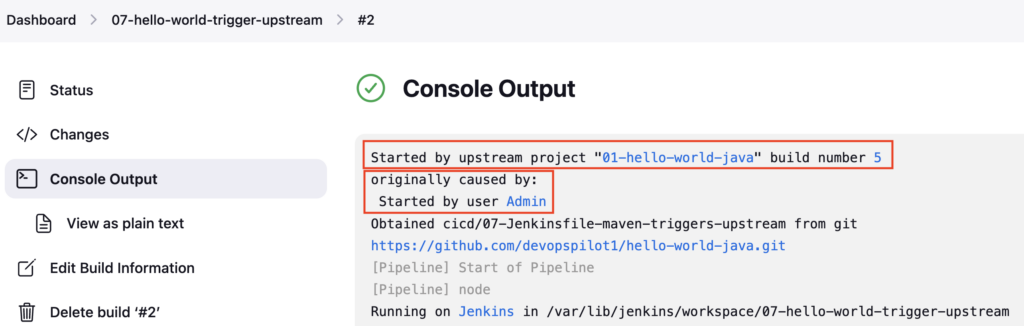 Dashboard > 07-hello-world-trigger-upstream > #2
Status
Changes
Console Output
View as plain text
Edit Build Information
Delete build ‘#2’
Console Output
Started by upstream project "01-hello-world-java" build number 5
originally caused by:
Started by user Admin
Obtained cicd/07-Jenkinsfile-maven-triggers-upstream from git
https://github.com/devopspilot1/hello-world-java.git
[Pipeline] Start of Pipeline
[Pipeline] node
Running on Jenkins in /var/lib/jenkins/workspace/07-hello-world-trigger-upstream